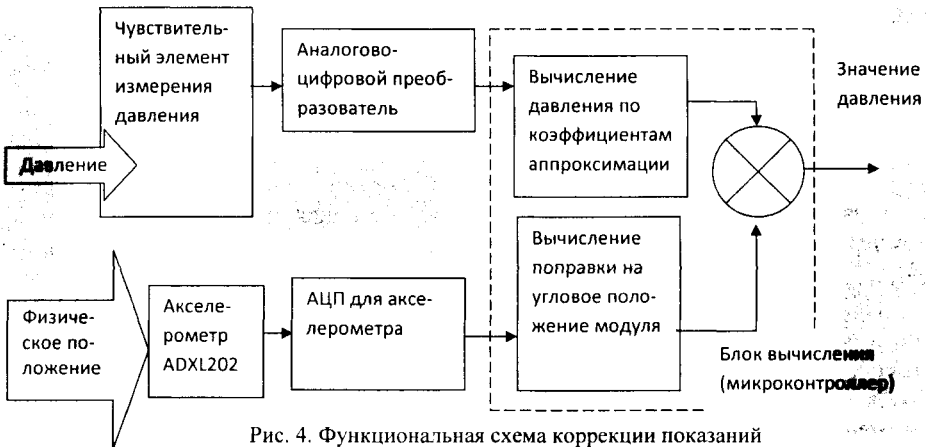 Чувствитель-
ный элемент
измерения
давления
Давление
Аналогово-
цифровой преоб-
разователь
Вычисление
давления по
коэффициентам
аппроксимации
Значение
давления
Физиче-
ское по-
ложение
Акселе-
рометр
ADXL202
АЦП для аксе-
лерометра
Вычисление
поправки на
угловое поло-
жение модуля
Блок вычисления
(микроконтроллер)
Рис. 4. Функциональная схема коррекции показаний